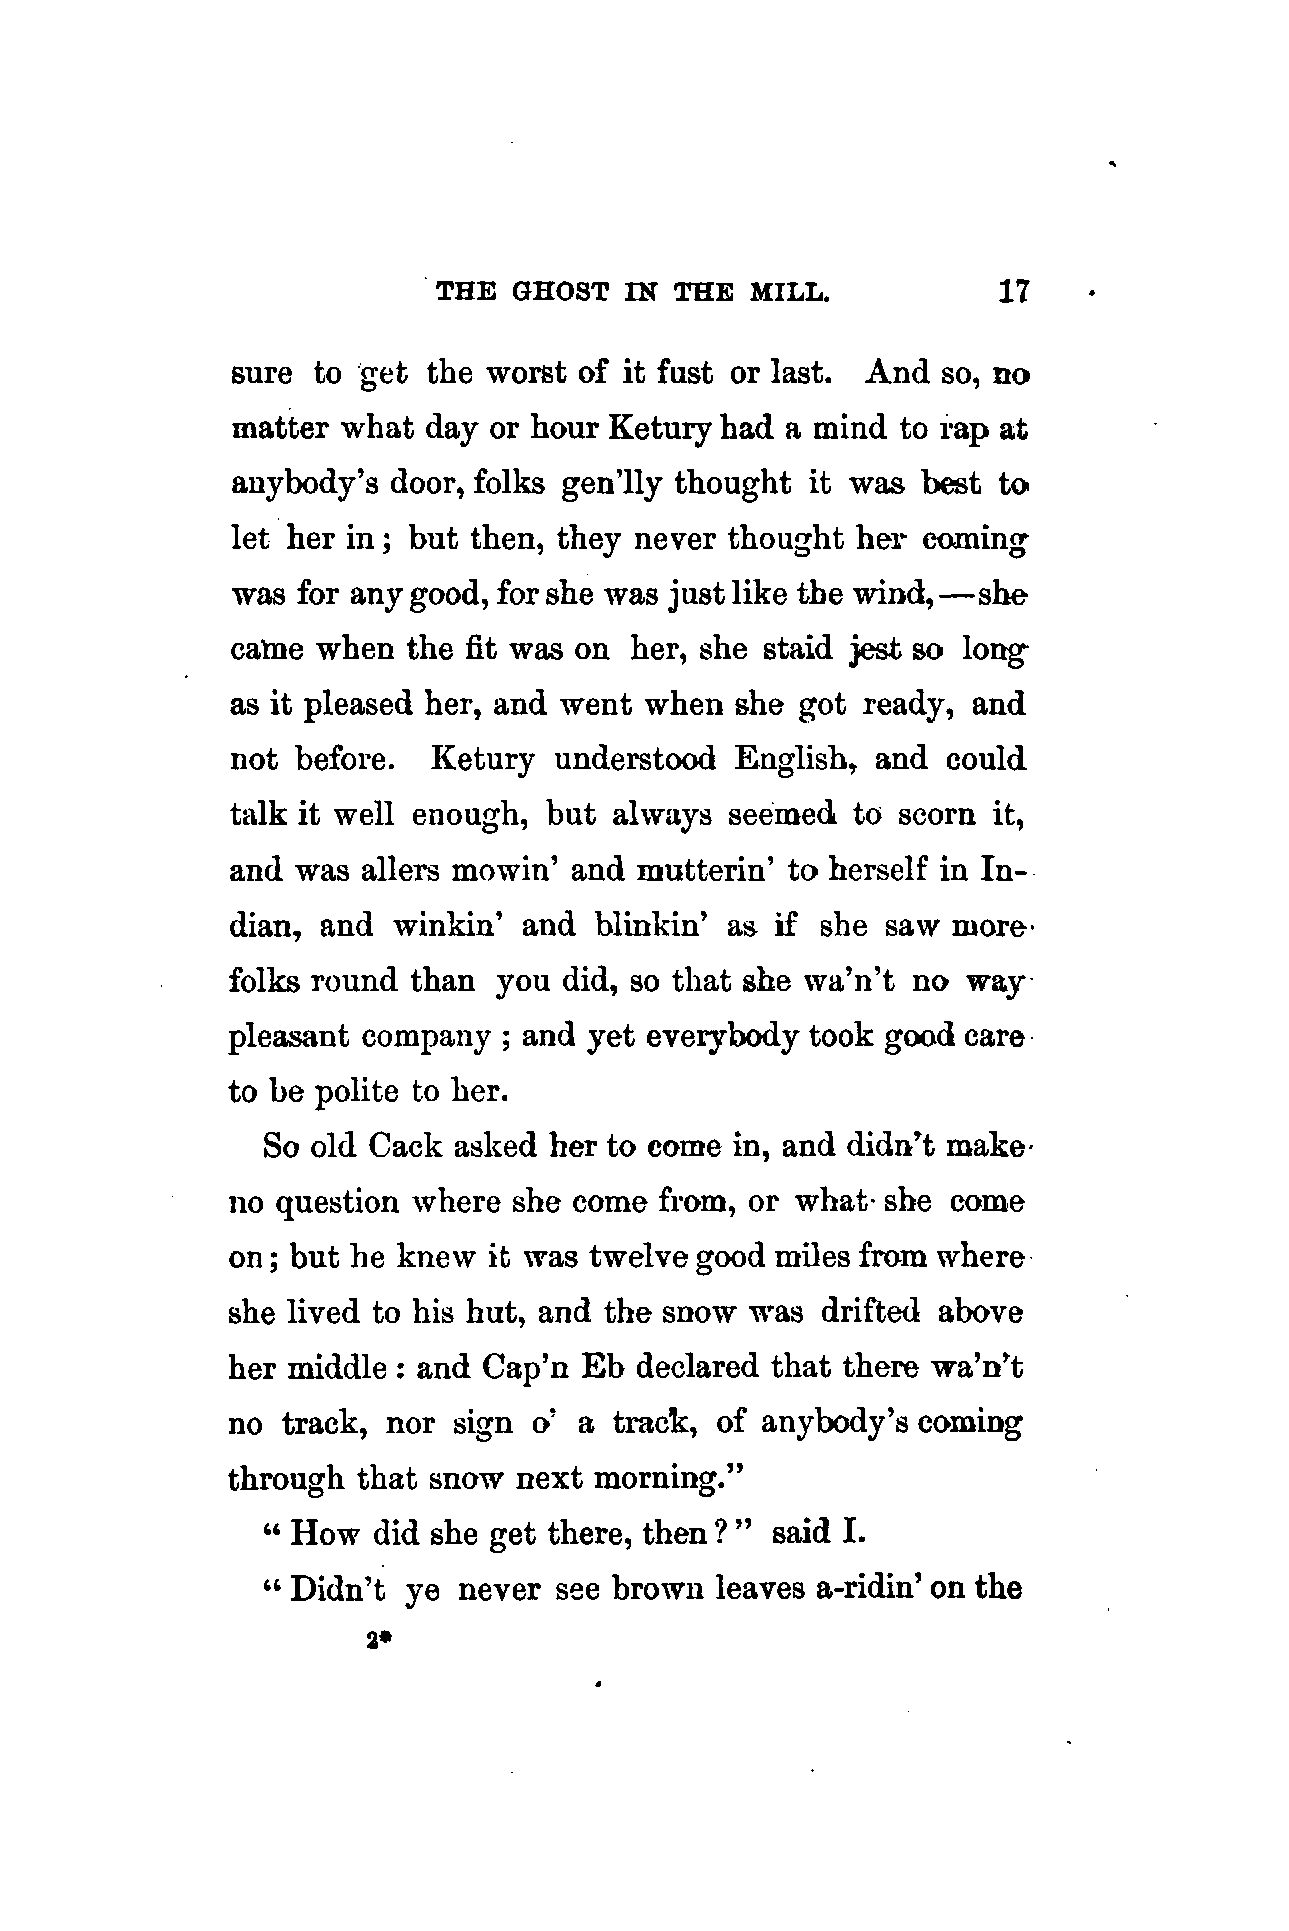 THE GHOST IN THE MILL. 17
sure to get the worst of it fust or last. And so, no
matter what day or hour Ketury had a mind to rap at
anybody's door, folks gen'lly thought it was best to
let her in; but then, they never thought her coming
was for any good, for she was just like the wind,—she
came when the fit was on her, she staid jest so long
as it pleased her, and went when she got ready, and
not before. Ketury understood English, and could
talk it well enough, but always seemed to scorn it,
and was allers mowin' and mutterin' to herself in In-
dian, and winkin' and blinkin' as if she saw more
folks round than you did, so that she wa'n't no way
pleasant company; and yet everybody took good care
to be polite to her.
So old Cack asked her to come in, and didn't make
no question where she come from, or what she come
on; but he knew it was twelve good miles from where
she lived to his hut, and the snow was drifted above
her middle: and Cap'n Eb declared that there wa'n't
no track, nor sign o' a track, of anybody's coming
through that snow next morning."
"How did she get there, then?" said I.
"Didn't ye never see brown leaves a-ridin' on the
2*